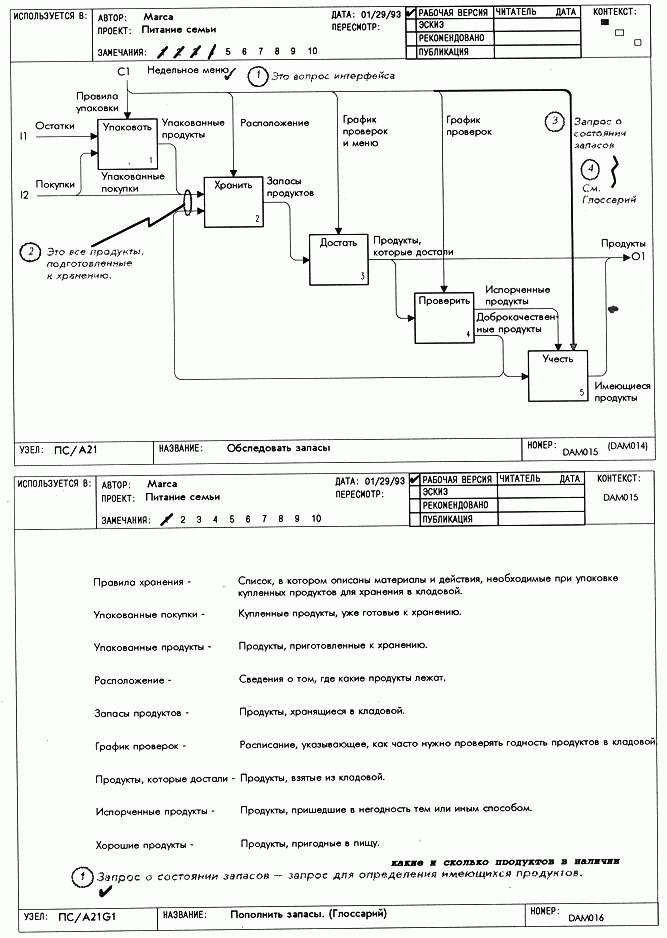 ИСПОЛЬЗУЕТСЯ В:
АВТОР: Marca
ПРОЕКТ: Питание семьи
ЗАМЕЧАНИЯ: 1 2 3 4 5 6 7 8 9 10
ДАТА: 01/29/93
ПЕРЕСМОТР:
РАБОЧАЯ ВЕРСИЯ
ЭСКИЗ
РЕКОМЕНДОВАНО
ПУБЛИКАЦИЯ
ЧИТАТЕЛЬ ДАТА
КОНТЕКСТ:
C1 Недельное меню
1 Это вопрос интерфейса
Правила
упаковки
I1 Остатки
Упаковать
1
Упакованные
продукты
Расположение
График
проверок
и меню
График
проверок
3 Запрос о
состоянии
запасов
4
См.
Глоссарий
I2 Покупки
Упакованные
покупки
Хранить
2
Запасы
продуктов
2 Это все продукты,
подготовленные
к хранению.
Достать
3
Продукты,
которые достали
Продукты
O1
Проверить
4
Испорченные
продукты
Доброкачествен-
ные продукты
Учесть
5
Имеющиеся
продукты
УЗЕЛ: ПС/А21
НАЗВАНИЕ: Обследовать запасы
НОМЕР: DAM015 (DAM014)
ИСПОЛЬЗУЕТСЯ В:
АВТОР: Marca
ПРОЕКТ: Питание семьи
ЗАМЕЧАНИЯ: 1 2 3 4 5 6 7 8 9 10
ДАТА: 01/29/93
ПЕРЕСМОТР:
РАБОЧАЯ ВЕРСИЯ
ЭСКИЗ
РЕКОМЕНДОВАНО
ПУБЛИКАЦИЯ
ЧИТАТЕЛЬ ДАТА
КОНТЕКСТ:
DAM015
Правила хранения - Список, в котором описаны материалы и действия, необходимые при упаковке
купленных продуктов для хранения в кладовой.
Упакованные покупки - Купленные продукты, уже готовые к хранению.
Упакованные продукты - Продукты, приготовленные к хранению.
Расположение - Сведения о том, где какие продукты лежат.
Запасы продуктов - Продукты, хранящиеся в кладовой.
График проверок - Расписание, указывающее, как часто нужно проверять годность продуктов в кладовой.
Продукты, которые достали - Продукты, взятые из кладовой.
Испорченные продукты - Продукты, пришедшие в негодность тем или иным способом.
Хорошие продукты - Продукты, пригодные в пищу.
какие и сколько продуктов в наличии
1 Запрос о состоянии запасов — запрос для определения имеющихся продуктов.
УЗЕЛ: ПС/А21G1
НАЗВАНИЕ: Пополнить запасы. (Глоссарий)
НОМЕР: DAM016